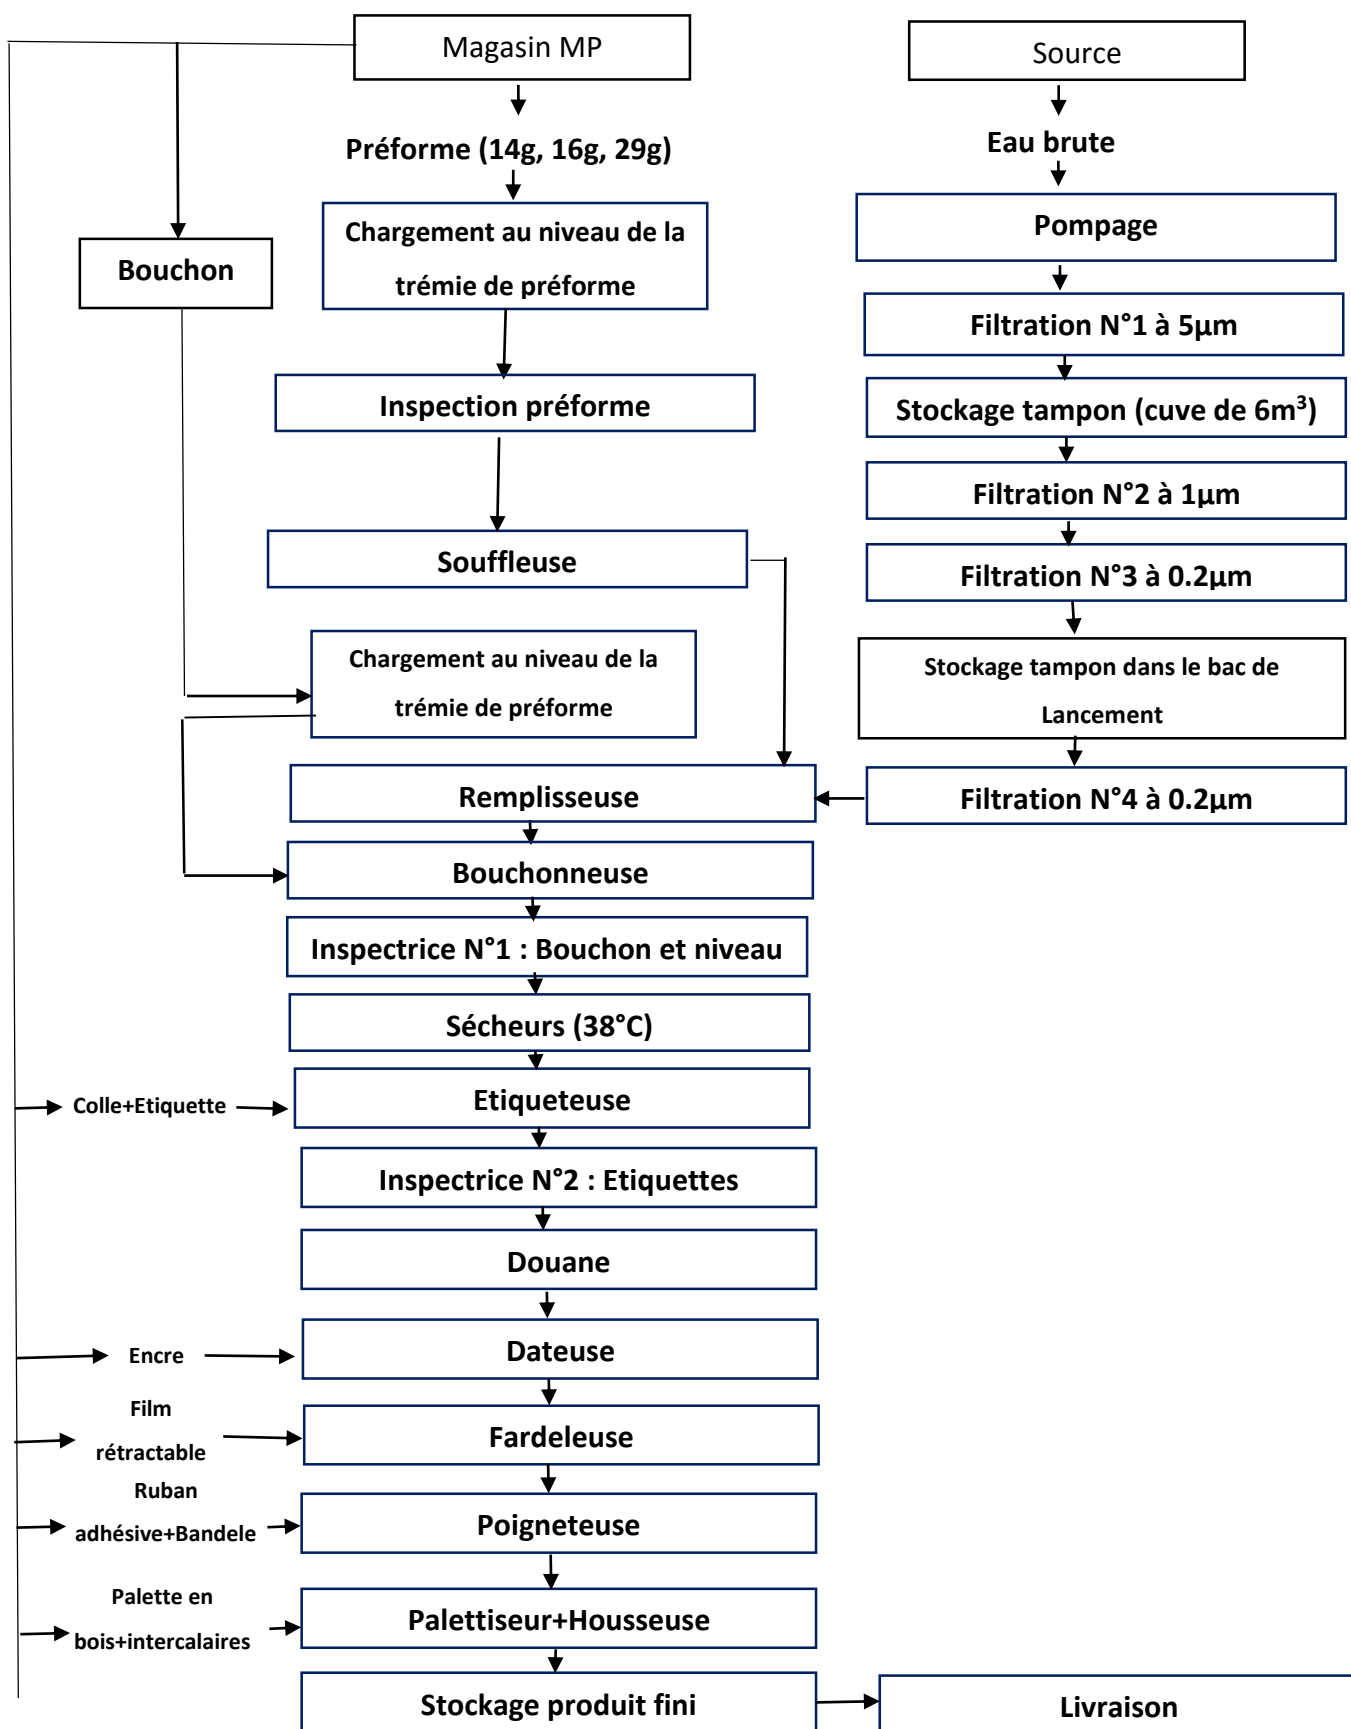 Magasin MP
Source
Préforme (14g, 16g, 29g)
Eau brute
Chargement au niveau de la
trémie de préforme
Pompage
Bouchon
Filtration N°1 à 5µm
Inspection préforme
Stockage tampon (cuve de 6m³)
Filtration N°2 à 1µm
Souffleuse
Filtration N°3 à 0.2µm
Chargement au niveau de la
trémie de préforme
Stockage tampon dans le bac de
Lancement
Remplisseuse
Filtration N°4 à 0.2µm
Bouchonneuse
Inspectrice N°1 : Bouchon et niveau
Sécheurs (38°C)
Colle+Etiquette
Etiqueteuse
Inspectrice N°2 : Etiquettes
Douane
Encre
Dateuse
Film
rétractable
Fardeleuse
Ruban
adhésive+Bandele
Poigneteuse
Palette en
bois+intercalaires
Palettiseur+Housseuse
Stockage produit fini
Livraison